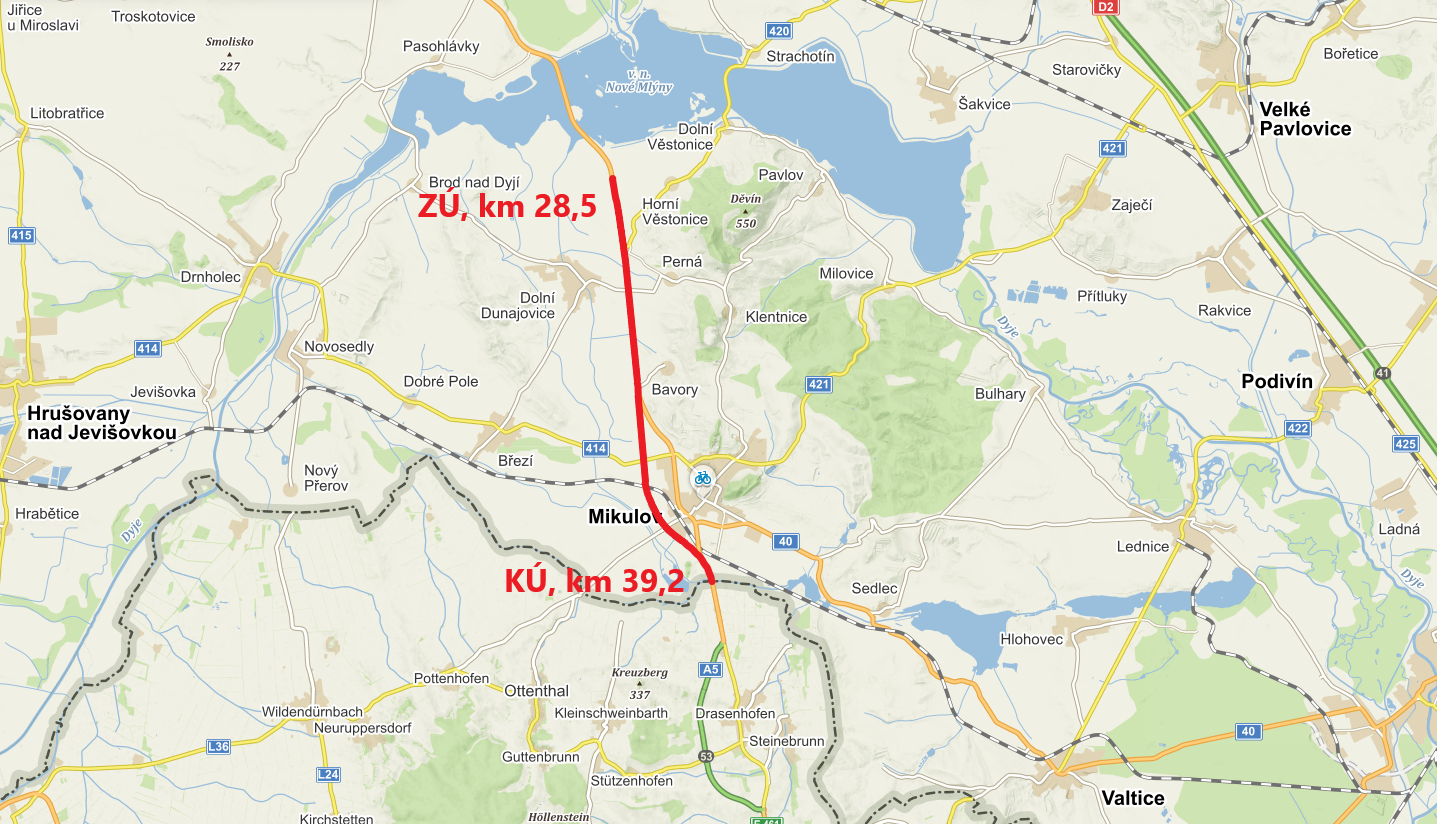 Jiřice
u Miroslavi
Troskotovice
Smolisko
227
Pasohlávky
420
Strachotín
D2
Bořetice
Starovičky
v. n.
Nové Mlýny
Litobratřice
Šakvice
Velké
Pavlovice
Dolní
Věstonice
421
Brod nad Dyjí
Pavlov
ZÚ, km 28,5
Horní
Věstonice
Děvín
550
Zaječí
415
Drnholec
Perná
Milovice
Dolní
Dunajovice
Přítluky
Klentnice
Rakvice
Dyje
414
Novosedly
Jevišovka
Dobré Pole
Bavory
421
Bulhary
Podivín
41
Hrušovany
nad Jevišovkou
422
425
414
Březí
Nový
Přerov
Hrabětice
Dyje
Mikulov
40
Ladná
Lednice
KÚ, km 39,2
Sedlec
Dyje
Hlohovec
A5
Kreuzberg
337
Pottenhofen
Ottenthal
Wildendürnbach
Neuruppersdorf
Kleinschweinbarth
Drasenhofen
Steinebrunn
L36
53
40
Guttenbrunn
L24
Stützenhofen
Valtice
Kirchstetten
Höllenstein
E 461